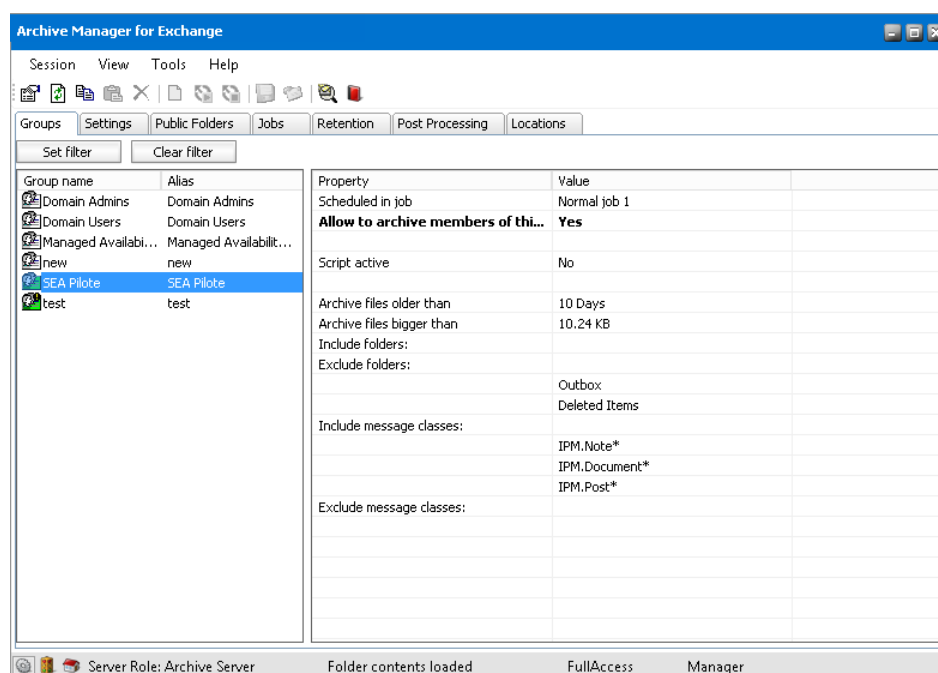 Archive Manager for Exchange
Session View Tools Help
Groups Settings Public Folders Jobs Retention Post Processing Locations
Set filter Clear filter
Group name Alias Property Value
Domain Admins Domain Admins Scheduled in job Normal job 1
Domain Users Domain Users Allow to archive members of thi... Yes
Managed Availabi... Managed Availabilit...
new new Script active No
SEA Pilote SEA Pilote
test test Archive files older than 10 Days
Archive files bigger than 10.24 KB
Include folders:
Exclude folders:
Outbox
Deleted Items
Include message classes:
IPM.Note*
IPM.Document*
IPM.Post*
Exclude message classes:
Server Role: Archive Server Folder contents loaded FullAccess Manager